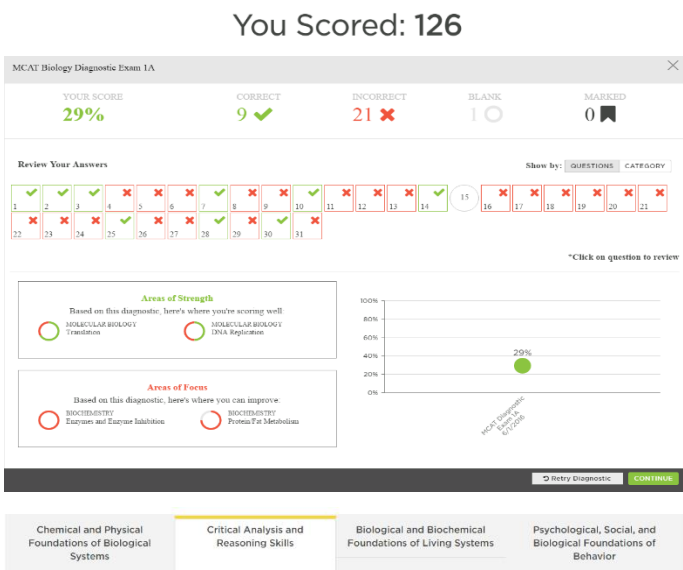 You Scored: 126
MCAT Biology Diagnostic Exam 1A
YOUR SCORE CORRECT INCORRECT BLANK MARKED
29% 9 21 1 0
Review Your Answers Show by: QUESTIONS CATEGORY
1 2 3 4 5 6 7 8 9 10 11 12 13 14 15 16 17 18 19 20 21
22 23 24 25 26 27 28 29 30 31
*Click on question to review
Areas of Strength
Based on this diagnostic, here's where you're scoring well:
MOLECULAR BIOLOGY
Translation
MOLECULAR BIOLOGY
DNA Replication
Areas of Focus
Based on this diagnostic, here's where you can improve:
BIOCHEMISTRY
Enzymes and Enzyme Inhibition
BIOCHEMISTRY
Protein/Fat Metabolism
100%
80%
60%
40%
20%
0%
29%
MCAT Diagnostic
Exam 1A
6/1/2016
Retry Diagnostic CONTINUE
Chemical and Physical
Foundations of Biological
Systems
Critical Analysis and
Reasoning Skills
Biological and Biochemical
Foundations of Living Systems
Psychological, Social, and
Biological Foundations of
Behavior